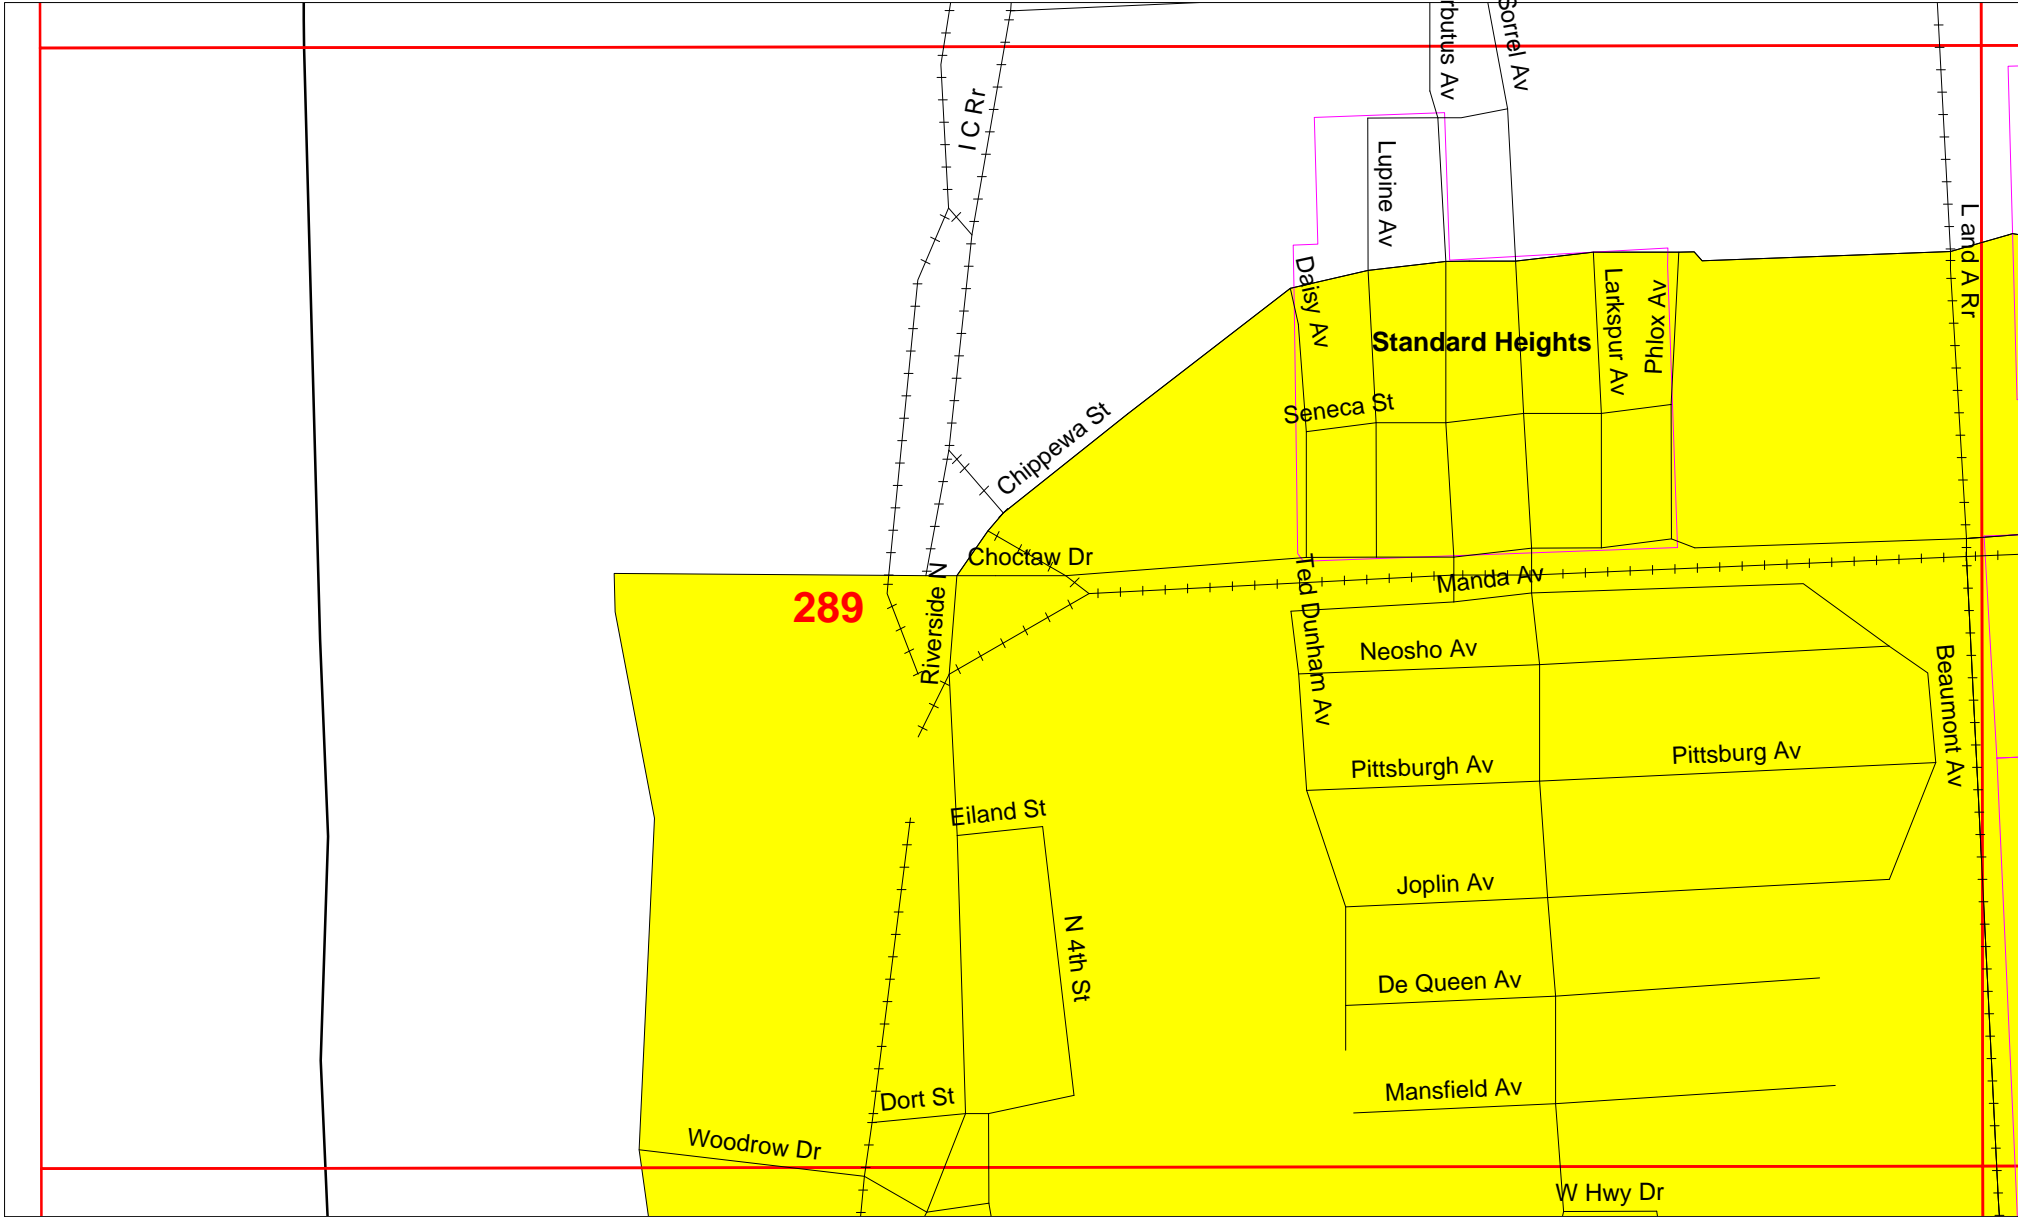 Sorrel Av
rbutus Av
I C Rr
Lupine Av
L and A Rr
Daisy Av
Larkspur Av
Phlox Av
Standard Heights
Seneca St
Chippewa St
Choctaw Dr
Manda Av
289
Riverside N
Ted Dunham Av
Neosho Av
Beaumont Av
Pittsburgh Av
Pittsburg Av
Eiland St
Joplin Av
N 4th St
De Queen Av
Mansfield Av
Dort St
Woodrow Dr
W Hwy Dr